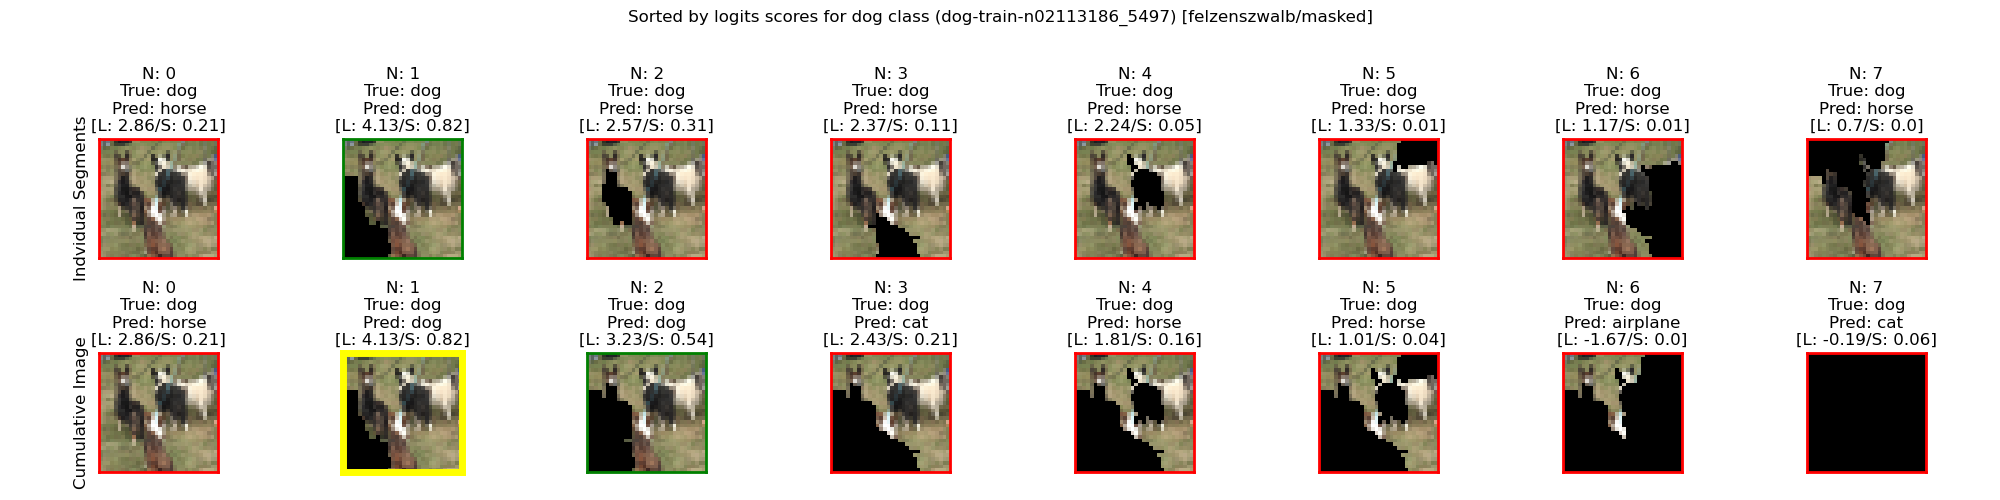 Sorted by logits scores for dog class (dog-train-n02113186_5497) [felzenszwalb/masked]
Indvidual Segments
N: 0
True: dog
Pred: horse
[L: 2.86/S: 0.21]
N: 1
True: dog
Pred: dog
[L: 4.13/S: 0.82]
N: 2
True: dog
Pred: horse
[L: 2.57/S: 0.31]
N: 3
True: dog
Pred: horse
[L: 2.37/S: 0.11]
N: 4
True: dog
Pred: horse
[L: 2.24/S: 0.05]
N: 5
True: dog
Pred: horse
[L: 1.33/S: 0.01]
N: 6
True: dog
Pred: horse
[L: 1.17/S: 0.01]
N: 7
True: dog
Pred: horse
[L: 0.7/S: 0.0]
Cumulative Image
N: 0
True: dog
Pred: horse
[L: 2.86/S: 0.21]
N: 1
True: dog
Pred: dog
[L: 4.13/S: 0.82]
N: 2
True: dog
Pred: dog
[L: 3.23/S: 0.54]
N: 3
True: dog
Pred: cat
[L: 2.43/S: 0.21]
N: 4
True: dog
Pred: horse
[L: 1.81/S: 0.16]
N: 5
True: dog
Pred: horse
[L: 1.01/S: 0.04]
N: 6
True: dog
Pred: airplane
[L: -1.67/S: 0.0]
N: 7
True: dog
Pred: cat
[L: -0.19/S: 0.06]